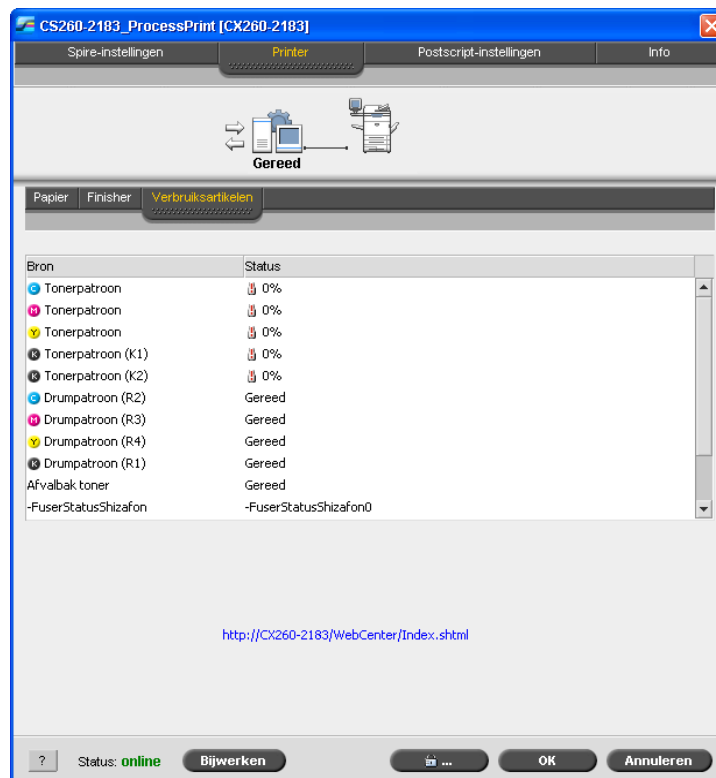 CS260-2183_ProcessPrint [CX260-2183]
Spire-instellingen Printer Postscript-instellingen Info
Gereed
Papier Finisher Verbruiksartikelen
Bron Status
C Tonerpatroon 0%
M Tonerpatroon 0%
Y Tonerpatroon 0%
K Tonerpatroon (K1) 0%
K Tonerpatroon (K2) 0%
C Drumpatroon (R2) Gereed
M Drumpatroon (R3) Gereed
Y Drumpatroon (R4) Gereed
K Drumpatroon (R1) Gereed
Afvalbak toner Gereed
-FuserStatusShizafon -FuserStatusShizafon0
http://CX260-2183/WebCenter/Index.shtml
? Status: online Bijwerken ... OK Annuleren